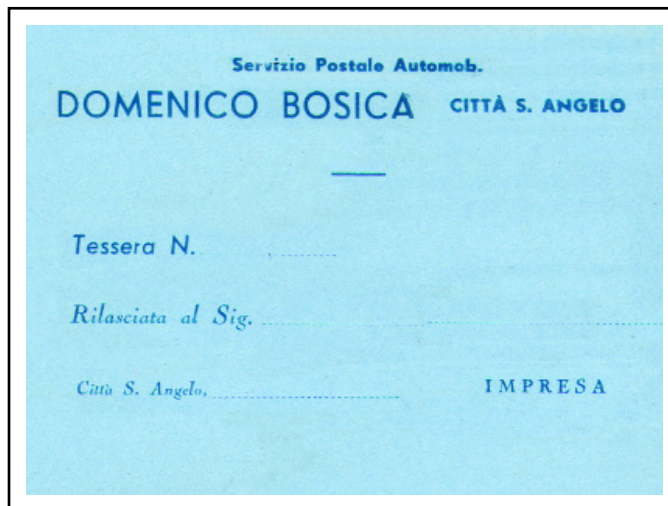 Servizio Postale Automob.
DOMENICO BOSICA CITTÀ S. ANGELO
Tessera N.
Rilasciata al Sig.
Città S. Angelo,
IMPRESA